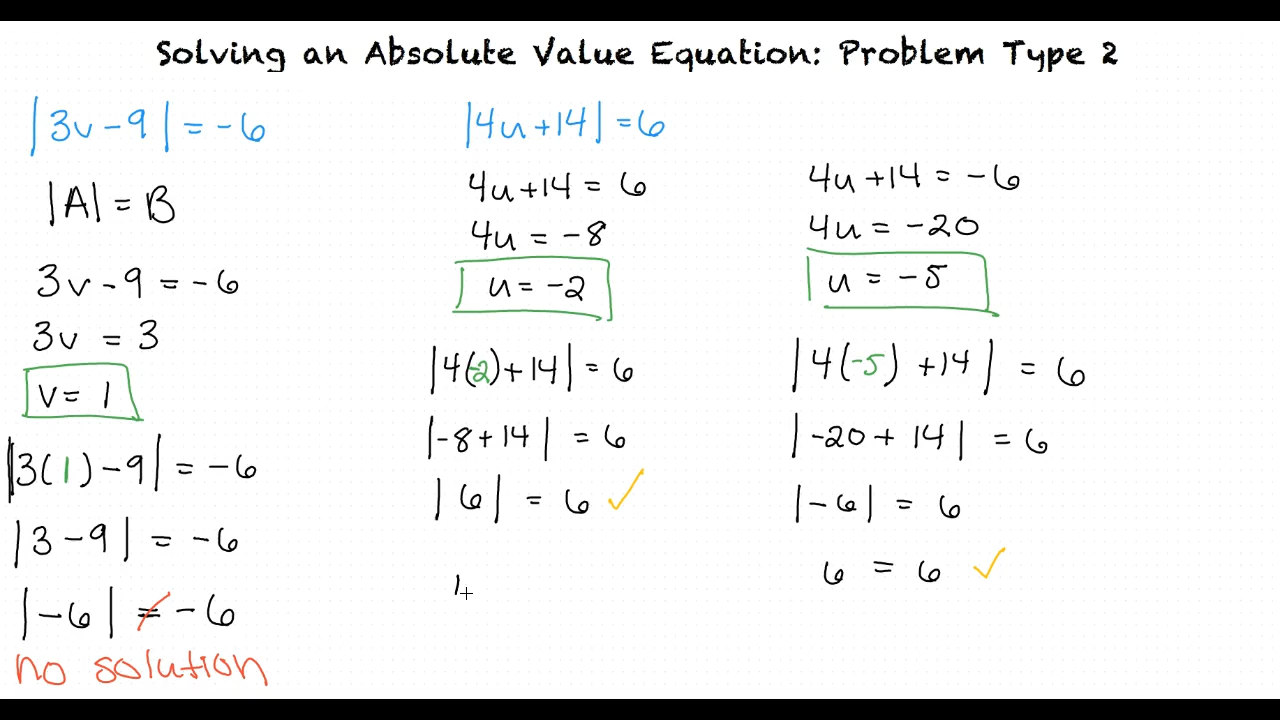 Solving an Absolute Value Equation: Problem Type 2
|3v-9| = -6
|A| = B
3v-9 = -6
3v = 3
v = 1
|3(1)-9| = -6
|3-9| = -6
|-6| ≠ -6
no solution
|4u+14| = 6
4u+14 = 6
4u = -8
u = -2
|4(-2)+14| = 6
|-8+14| = 6
|6| = 6 ✓
4u+14 = -6
4u = -20
u = -5
|4(-5)+14| = 6
|-20+14| = 6
|-6| = 6
6 = 6 ✓